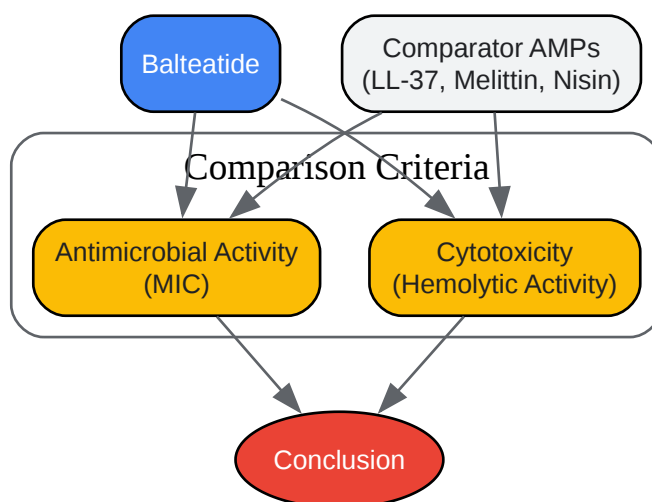 Balteatide
Comparator AMPs
(LL-37, Melittin, Nisin)
Comparison Criteria
Antimicrobial Activity
(MIC)
Cytotoxicity
(Hemolytic Activity)
Conclusion